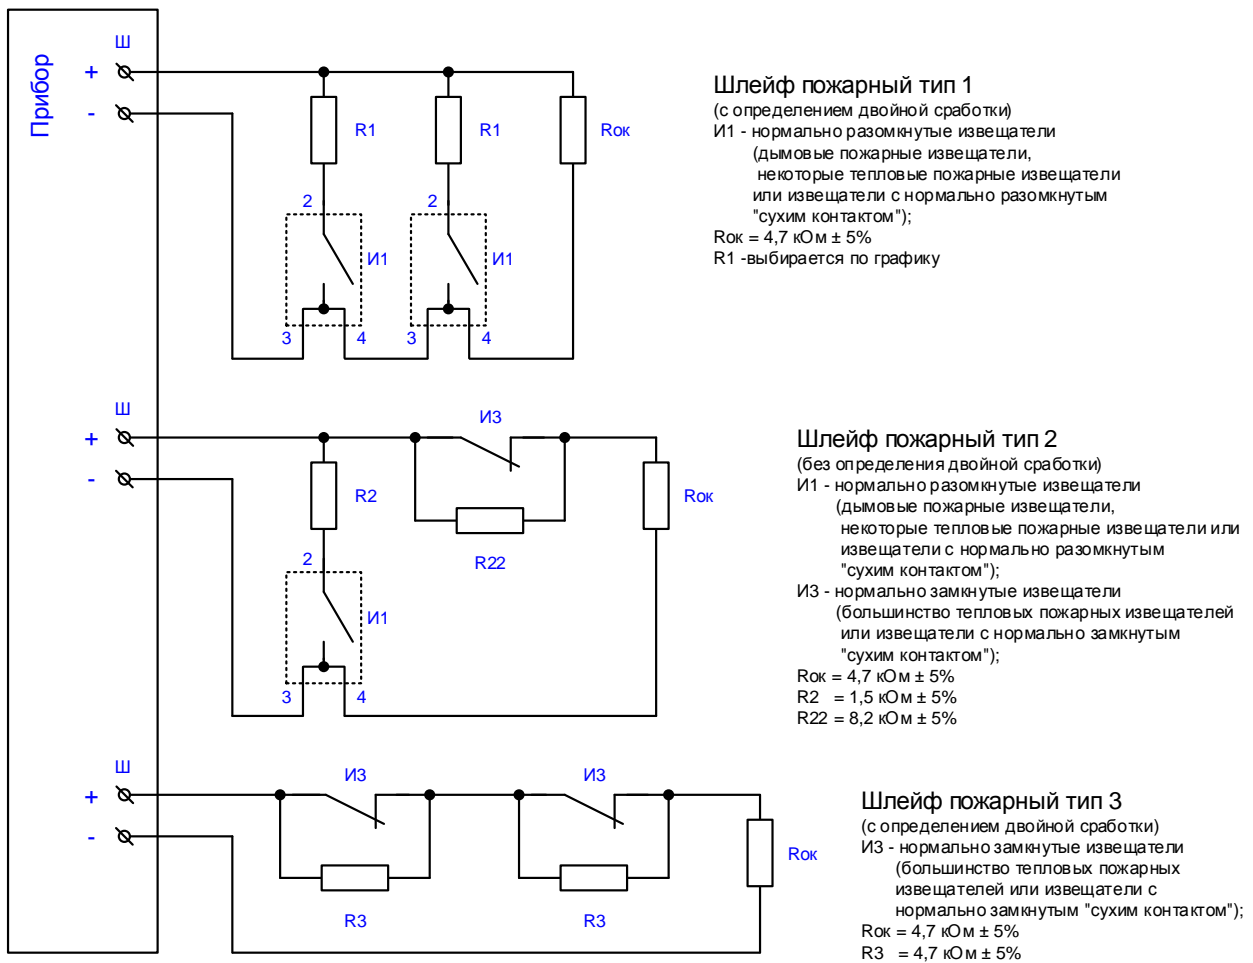 Прибор
Ш
+
-
R1
R1
Rок
2
2
И1
И1
3
4
3
4
Шлейф пожарный тип 1
(с определением двойной сработки)
И1 - нормально разомкнутые извещатели
(дымовые пожарные извещатели,
некоторые тепловые пожарные извещатели
или извещатели с нормально разомкнутым
"сухим контактом");
Rок = 4,7 кОм ± 5%
R1 -выбирается по графику
Ш
+
-
И3
R2
Rок
R22
2
И1
3
4
Шлейф пожарный тип 2
(без определения двойной сработки)
И1 - нормально разомкнутые извещатели
(дымовые пожарные извещатели,
некоторые тепловые пожарные извещатели или
извещатели с нормально разомкнутым
"сухим контактом");
И3 - нормально замкнутые извещатели
(большинство тепловых пожарных извещателей
или извещатели с нормально замкнутым
"сухим контактом");
Rок = 4,7 кОм ± 5%
R2 = 1,5 кОм ± 5%
R22 = 8,2 кОм ± 5%
Ш
+
-
И3
И3
Rок
R3
R3
Шлейф пожарный тип 3
(с определением двойной сработки)
И3 - нормально замкнутые извещатели
(большинство тепловых пожарных
извещателей или извещатели с
нормально замкнутым "сухим контактом");
Rок = 4,7 кОм ± 5%
R3 = 4,7 кОм ± 5%